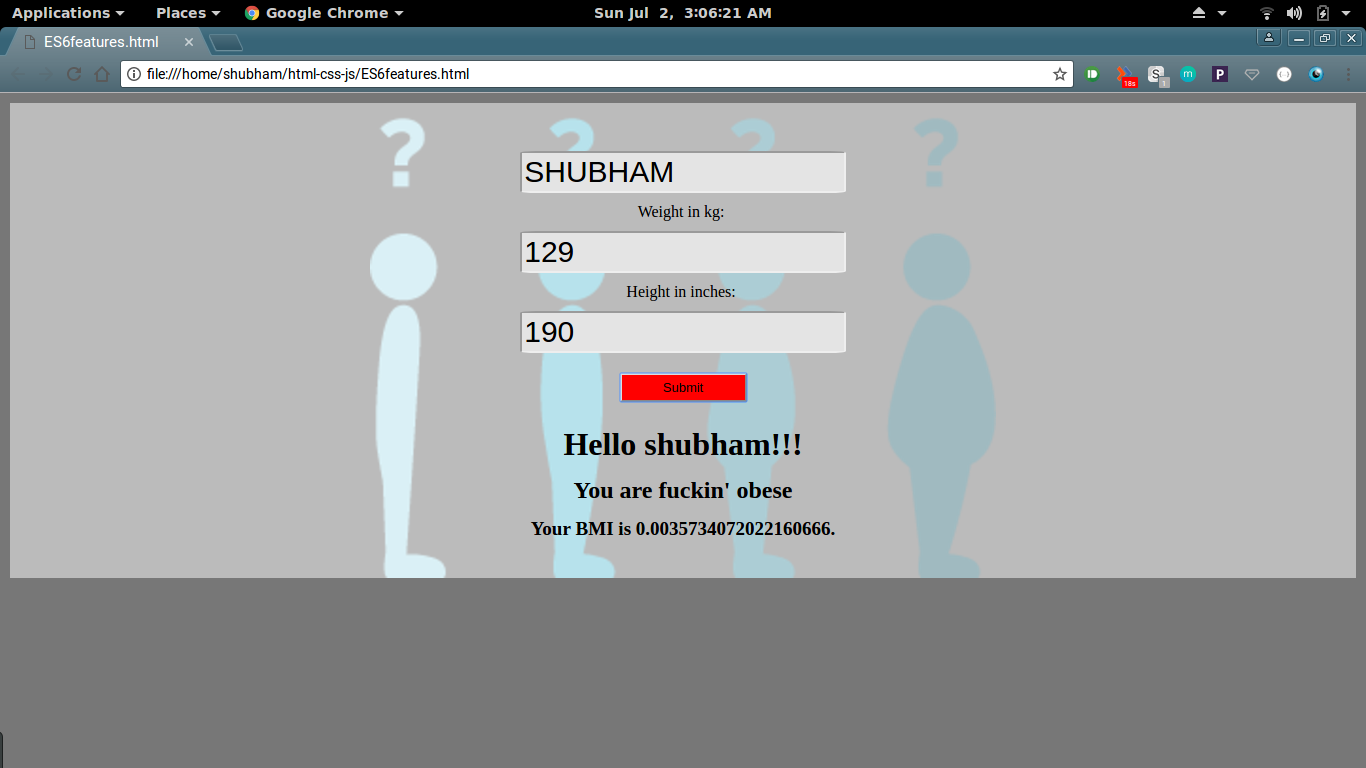 Applications Places Google Chrome Sun Jul 2, 3:06:21 AM
ES6features.html
file:///home/shubham/html-css-js/ES6features.html
18s
S
1
m
P
?
?
?
?
SHUBHAM
Weight in kg:
129
Height in inches:
190
Submit
Hello shubham!!!
You are fuckin' obese
Your BMI is 0.0035734072022160666.